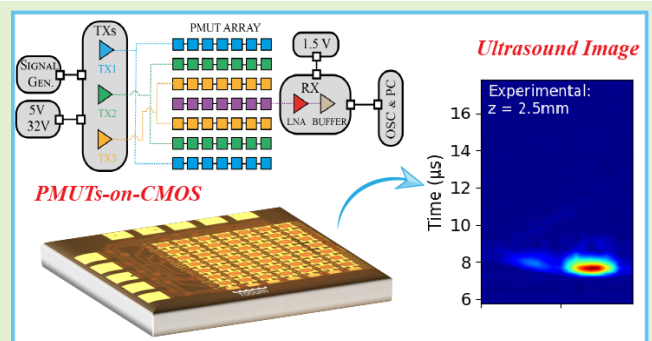 TXs
PMUT ARRAY
SIGNAL
GEN.
TX1
TX2
TX3
5V
32V
1.5 V
RX
LNA
BUFFER
OSC & PC
PMUTs-on-CMOS
100um
Ultrasound Image
Experimental:
z = 2.5mm
Time (μs)
16
14
12
10
8
6